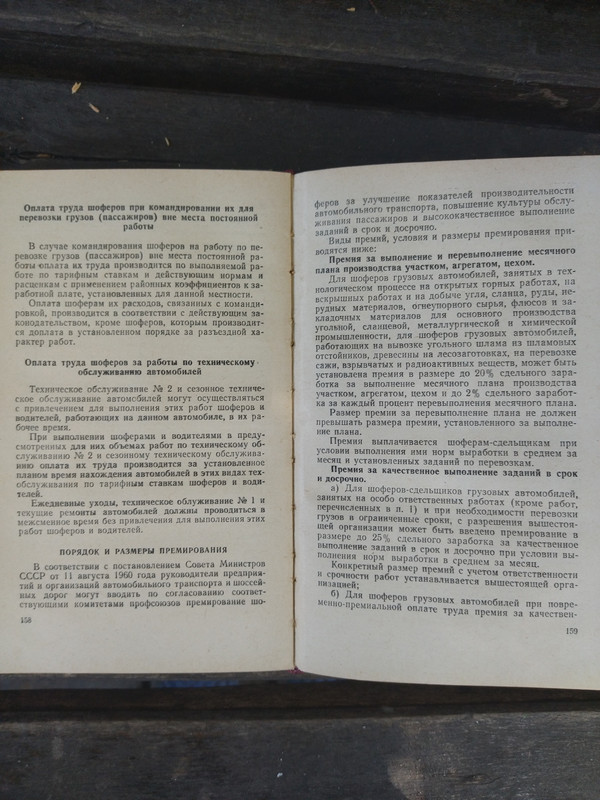 Оплата труда шоферов при командировании их для
перевозки грузов (пассажиров) вне места постоянной
работы
В случае командирования шоферов на работу по пе-
ревозке грузов (пассажиров) вне места постоянной ра-
боты оплата их труда производится по выполняемой ра-
боте по тарифным ставкам и действующим нормам и
расценкам с применением районных коэффициентов к за-
работной плате, установленных для данной местности.
Оплата шоферам их расходов, связанных с команди-
ровкой, производится в соответствии с действующим за-
конодательством, кроме шоферов, которым производит-
ся доплата в установленном порядке за разъездной ха-
рактер работ.
Оплата труда шоферов за работы по техническому
обслуживанию автомобилей
Техническое обслуживание № 2 и сезонное техниче-
ское обслуживание автомобилей могут осуществляться
с привлечением для выполнения этих работ шоферов и
водителей, работающих на данном автомобиле, в их ра-
бочее время.
При выполнении шоферами и водителями в преду-
смотренных для них объемах работ по техническому об-
служиванию № 2 и сезонному техническому обслужива-
нию оплата их труда производится за установленное
планом время нахождения автомобилей в этих видах тех-
обслуживания по тарифным ставкам шоферов и води-
телей.
Ежедневные уходы, техническое облуживание № 1 и
текущие ремонты автомобилей должны проводиться в
межсменное время без привлечения для выполнения этих
работ шоферов и водителей.
ПОРЯДОК И РАЗМЕРЫ ПРЕМИРОВАНИЯ
В соответствии с постановлением Совета Министров
СССР от 11 августа 1960 года руководители предприя-
тий и организаций автомобильного транспорта и шоссей-
ных дорог могут вводить по согласованию соответ-
ствующими комитетами профсоюзов премирование шо-
158
феров за улучшение показателей производительности
автомобильного транспорта, повышение культуры обслу-
живания пассажиров и высококачественное выполнение
заданий в срок и досрочно.
Виды премий, условия и размеры премирования при-
водятся ниже:
Премия за выполнение и перевыполнение месячного
плана производства участком, агрегатом, цехом.
Для шоферов грузовых автомобилей, занятых в тех-
нологическом процессе на открытых горных работах, на
вскрышных работах и на добыче угля, сланца, руды, не-
рудных материалов, огнеупорного сырья, флюсов и за-
кладочных материалов для основного производства
угольной, сланцевой, металлургической и химической
промышленности, для шоферов грузовых автомобилей,
работающих на вывозке угольного шлама из шламовых
отстойников, древесины на лесозаготовках, на перевозке
сажи, взрывчатых и радиоактивных веществ, может быть
установлена премия в размере до 20% сдельного зара-
ботка за выполнение месячного плана производства
участком, агрегатом, цехом и до 2% сдельного заработ-
ка за каждый процент перевыполнения месячного плана.
Размер премии за перевыполнение плана не должен
превышать размера премии, установленного за выполне-
ние плана.
Премия выплачивается шоферам-сдельщикам при
условии выполнения ими норм выработки в среднем за
месяц и установленных заданий по перевозкам.
Премия за качественное выполнение заданий в срок
и досрочно.
а) Для шоферов-сдельщиков грузовых автомобилей,
занятых на особо ответственных работах (кроме работ,
перечисленных в п. 1) и при необходимости перевозки
грузов в ограниченные сроки, с разрешения вышестоя-
щей организации может быть введено премирование в
размере до 25% сдельного заработка за качественное
выполнение заданий в срок и досрочно при условии вы-
полнения норм выработки в среднем за месяц.
Конкретный размер премий с учетом ответственности
и срочности работ устанавливается вышестоящей орга-
низацией;
б) Для шоферов грузовых автомобилей при повре-
менно-премиальной оплате труда премия за качествен-
159